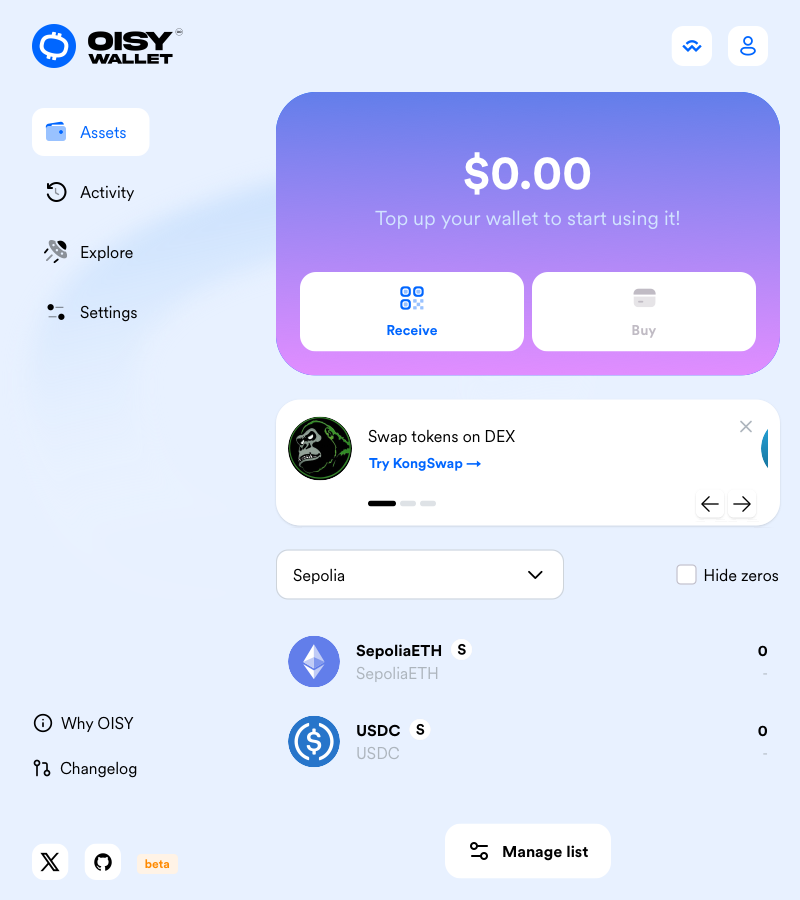 OISY
WALLET
Assets
Activity
Explore
Settings
$0.00
Top up your wallet to start using it!
Receive
Buy
Swap tokens on DEX
Try KongSwap →
Sepolia
Hide zeros
SepoliaETH S 0
SepoliaETH -
USDC S 0
USDC -
Why OISY
Changelog
beta
Manage list